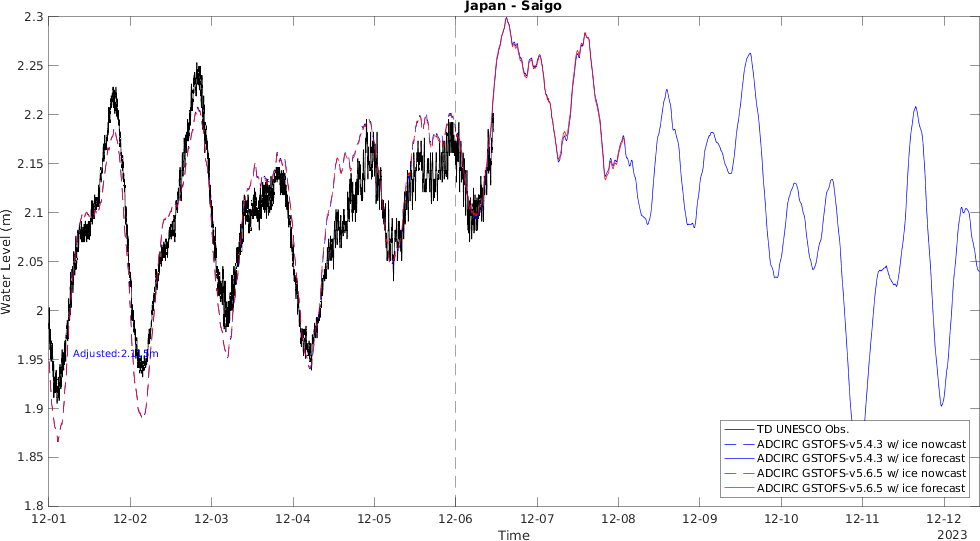 Japan - Saigo
2.3
2.25
2.2
2.15
2.1
2.05
2
1.95
1.9
1.85
1.8
Water Level (m)
TD UNESCO Obs.
ADCIRC GSTOFS-v5.4.3 w/ ice nowcast
ADCIRC GSTOFS-v5.4.3 w/ ice forecast
ADCIRC GSTOFS-v5.6.5 w/ ice nowcast
ADCIRC GSTOFS-v5.6.5 w/ ice forecast
12-01 12-02 12-03 12-04 12-05 12-06 12-07 12-08 12-09 12-10 12-11 12-12
Time
2023